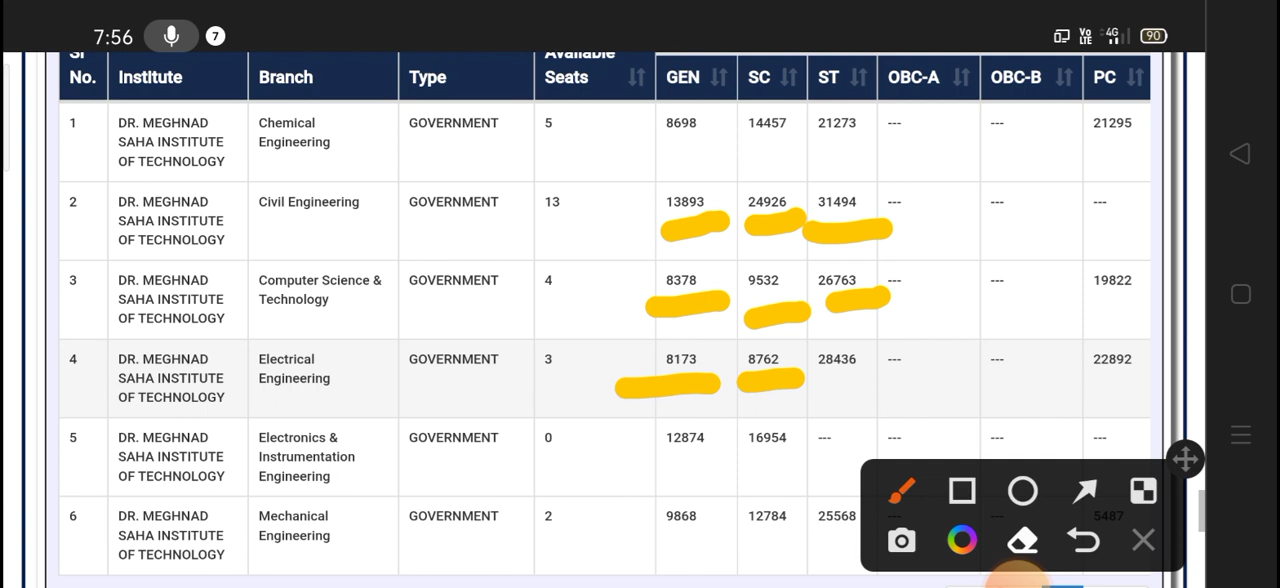 7:56 7 Vo LTE 4G 90
Sl No. Institute Branch Type Available Seats GEN SC ST OBC-A OBC-B PC
1 DR. MEGHNAD SAHA INSTITUTE OF TECHNOLOGY Chemical Engineering GOVERNMENT 5 8698 14457 21273 --- --- 21295
2 DR. MEGHNAD SAHA INSTITUTE OF TECHNOLOGY Civil Engineering GOVERNMENT 13 13893 24926 31494 --- --- ---
3 DR. MEGHNAD SAHA INSTITUTE OF TECHNOLOGY Computer Science & Technology GOVERNMENT 4 8378 9532 26763 --- --- 19822
4 DR. MEGHNAD SAHA INSTITUTE OF TECHNOLOGY Electrical Engineering GOVERNMENT 3 8173 8762 28436 --- --- 22892
5 DR. MEGHNAD SAHA INSTITUTE OF TECHNOLOGY Electronics & Instrumentation Engineering GOVERNMENT 0 12874 16954 --- --- --- ---
6 DR. MEGHNAD SAHA INSTITUTE OF TECHNOLOGY Mechanical Engineering GOVERNMENT 2 9868 12784 25568 --- --- 5487